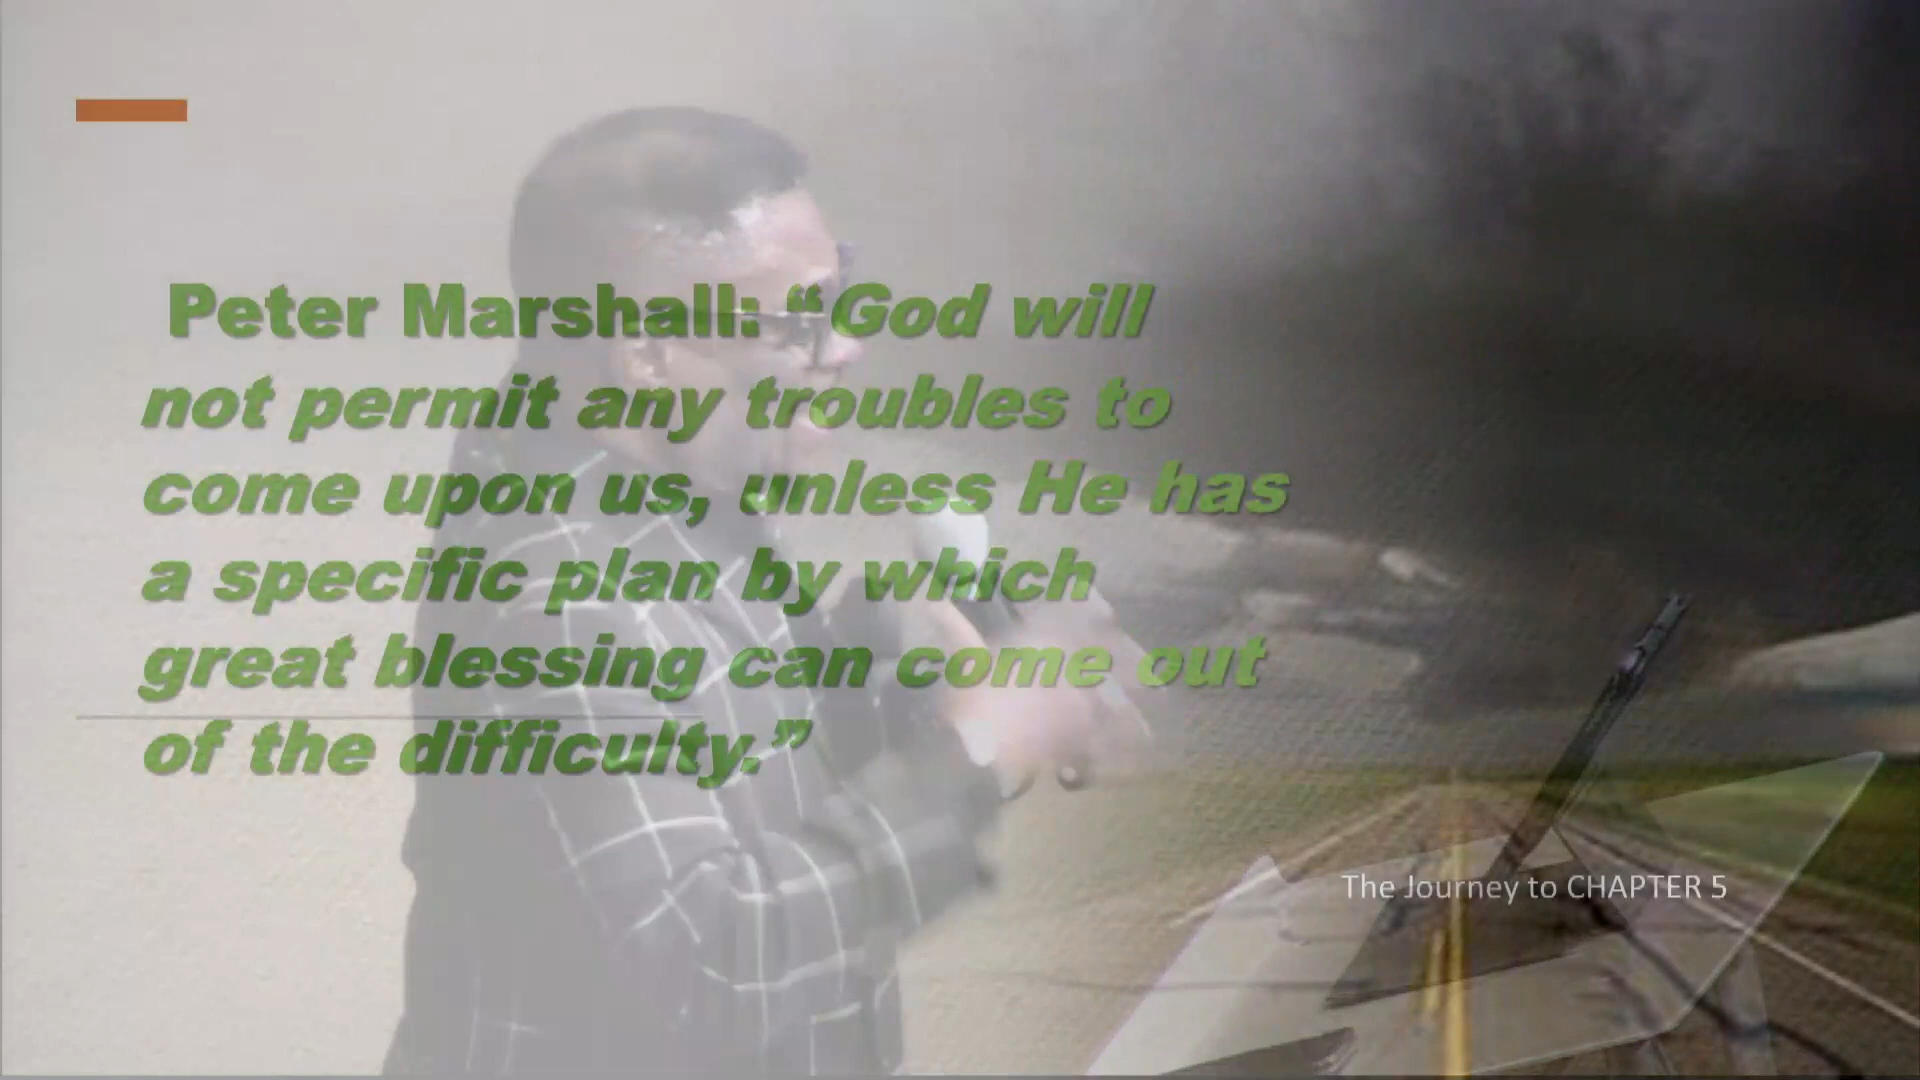 Peter Marshall: “God will
not permit any troubles to
come upon us, unless He has
a specific plan by which
great blessing can come out
of the difficulty.”
The Journey to CHAPTER 5